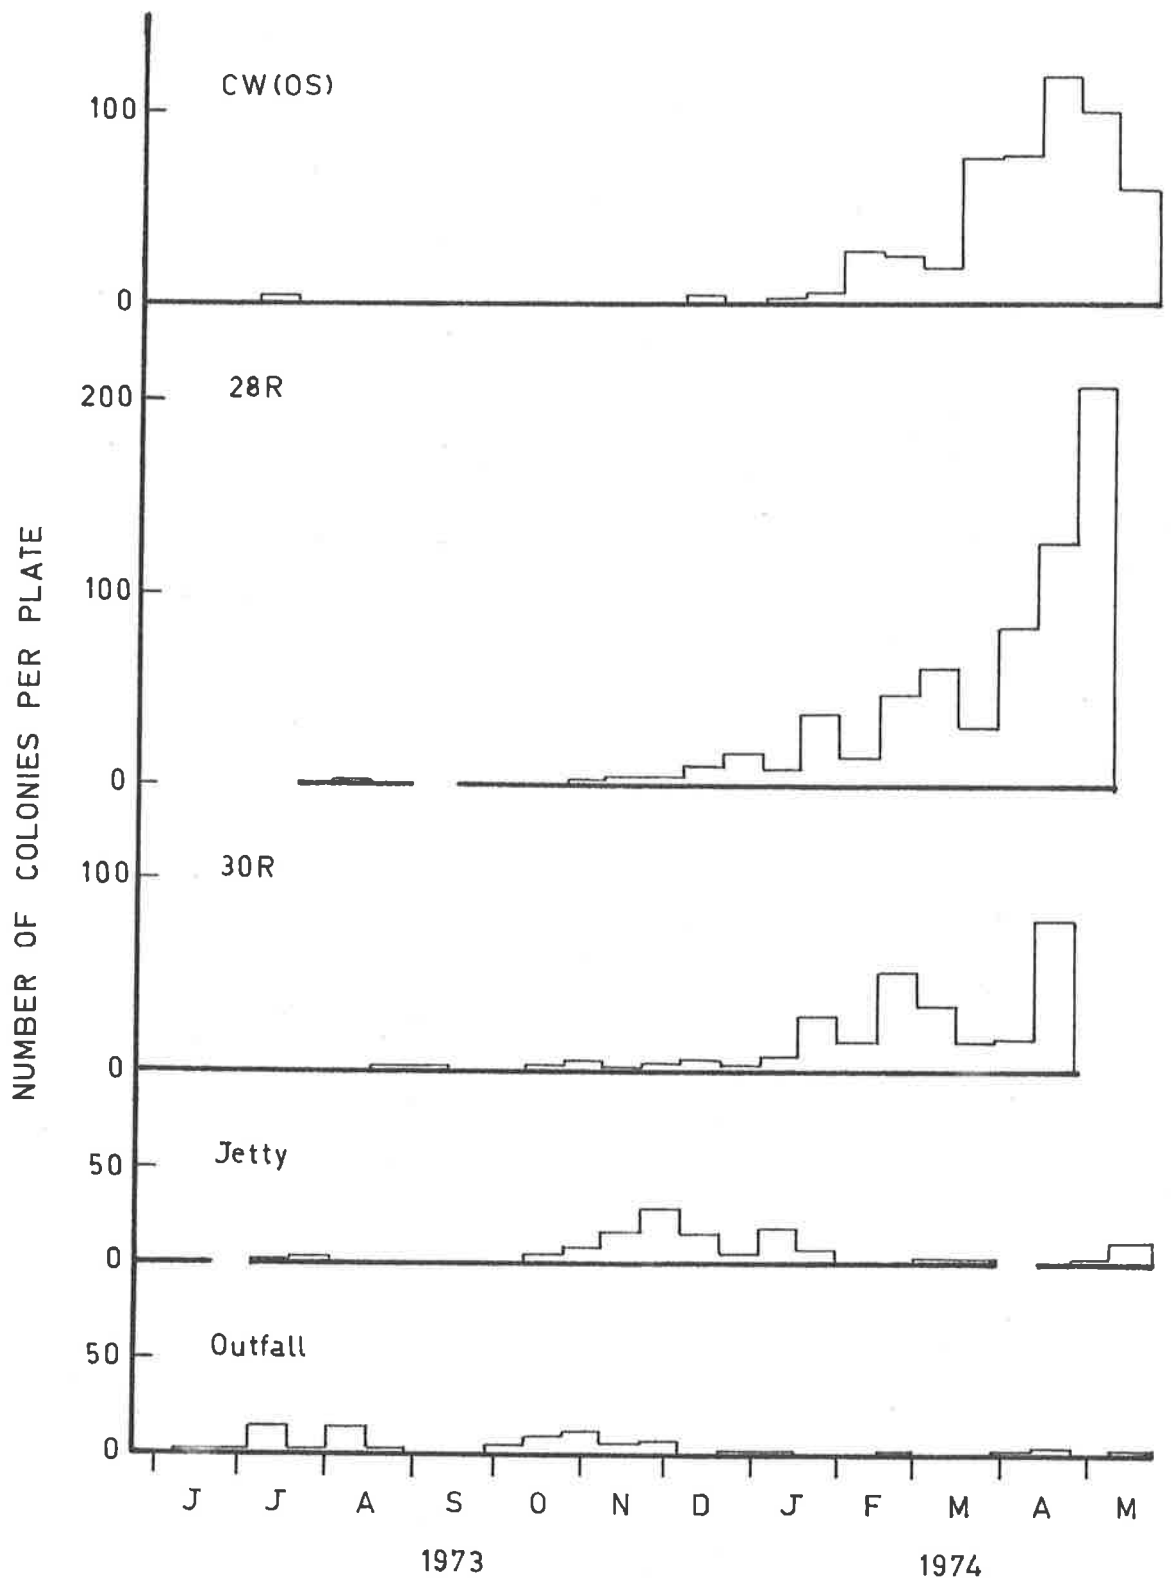 CW(OS)
100
0
28R
200
100
0
30R
100
0
Jetty
50
0
Outfall
50
0
NUMBER OF COLONIES PER PLATE
J J A S O N D J F M A M
1973 1974